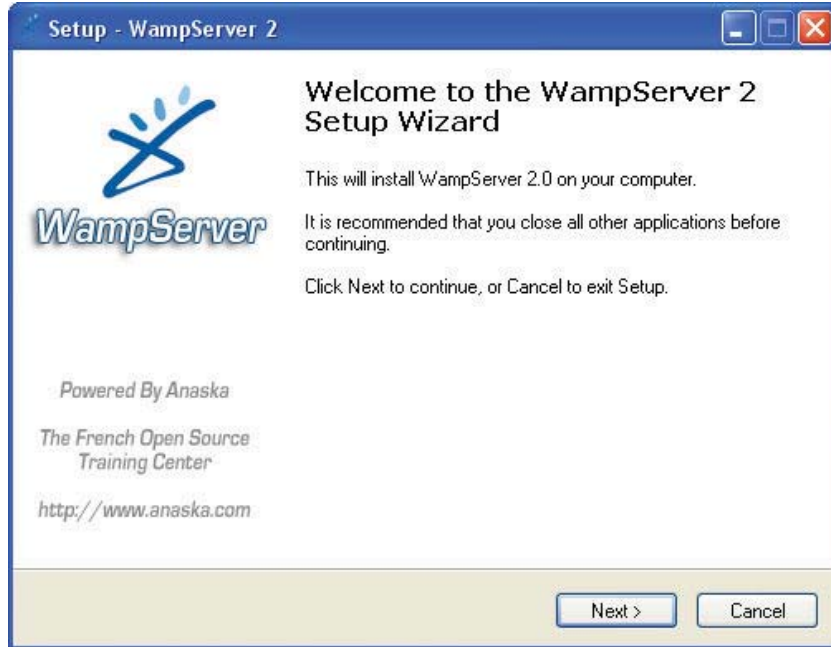 Setup - WampServer 2
WampServer
Powered By Anaska
The French Open Source
Training Center
http://www.anaska.com
Welcome to the WampServer 2
Setup Wizard
This will install WampServer 2.0 on your computer.
It is recommended that you close all other applications before
continuing.
Click Next to continue, or Cancel to exit Setup.
Next >
Cancel